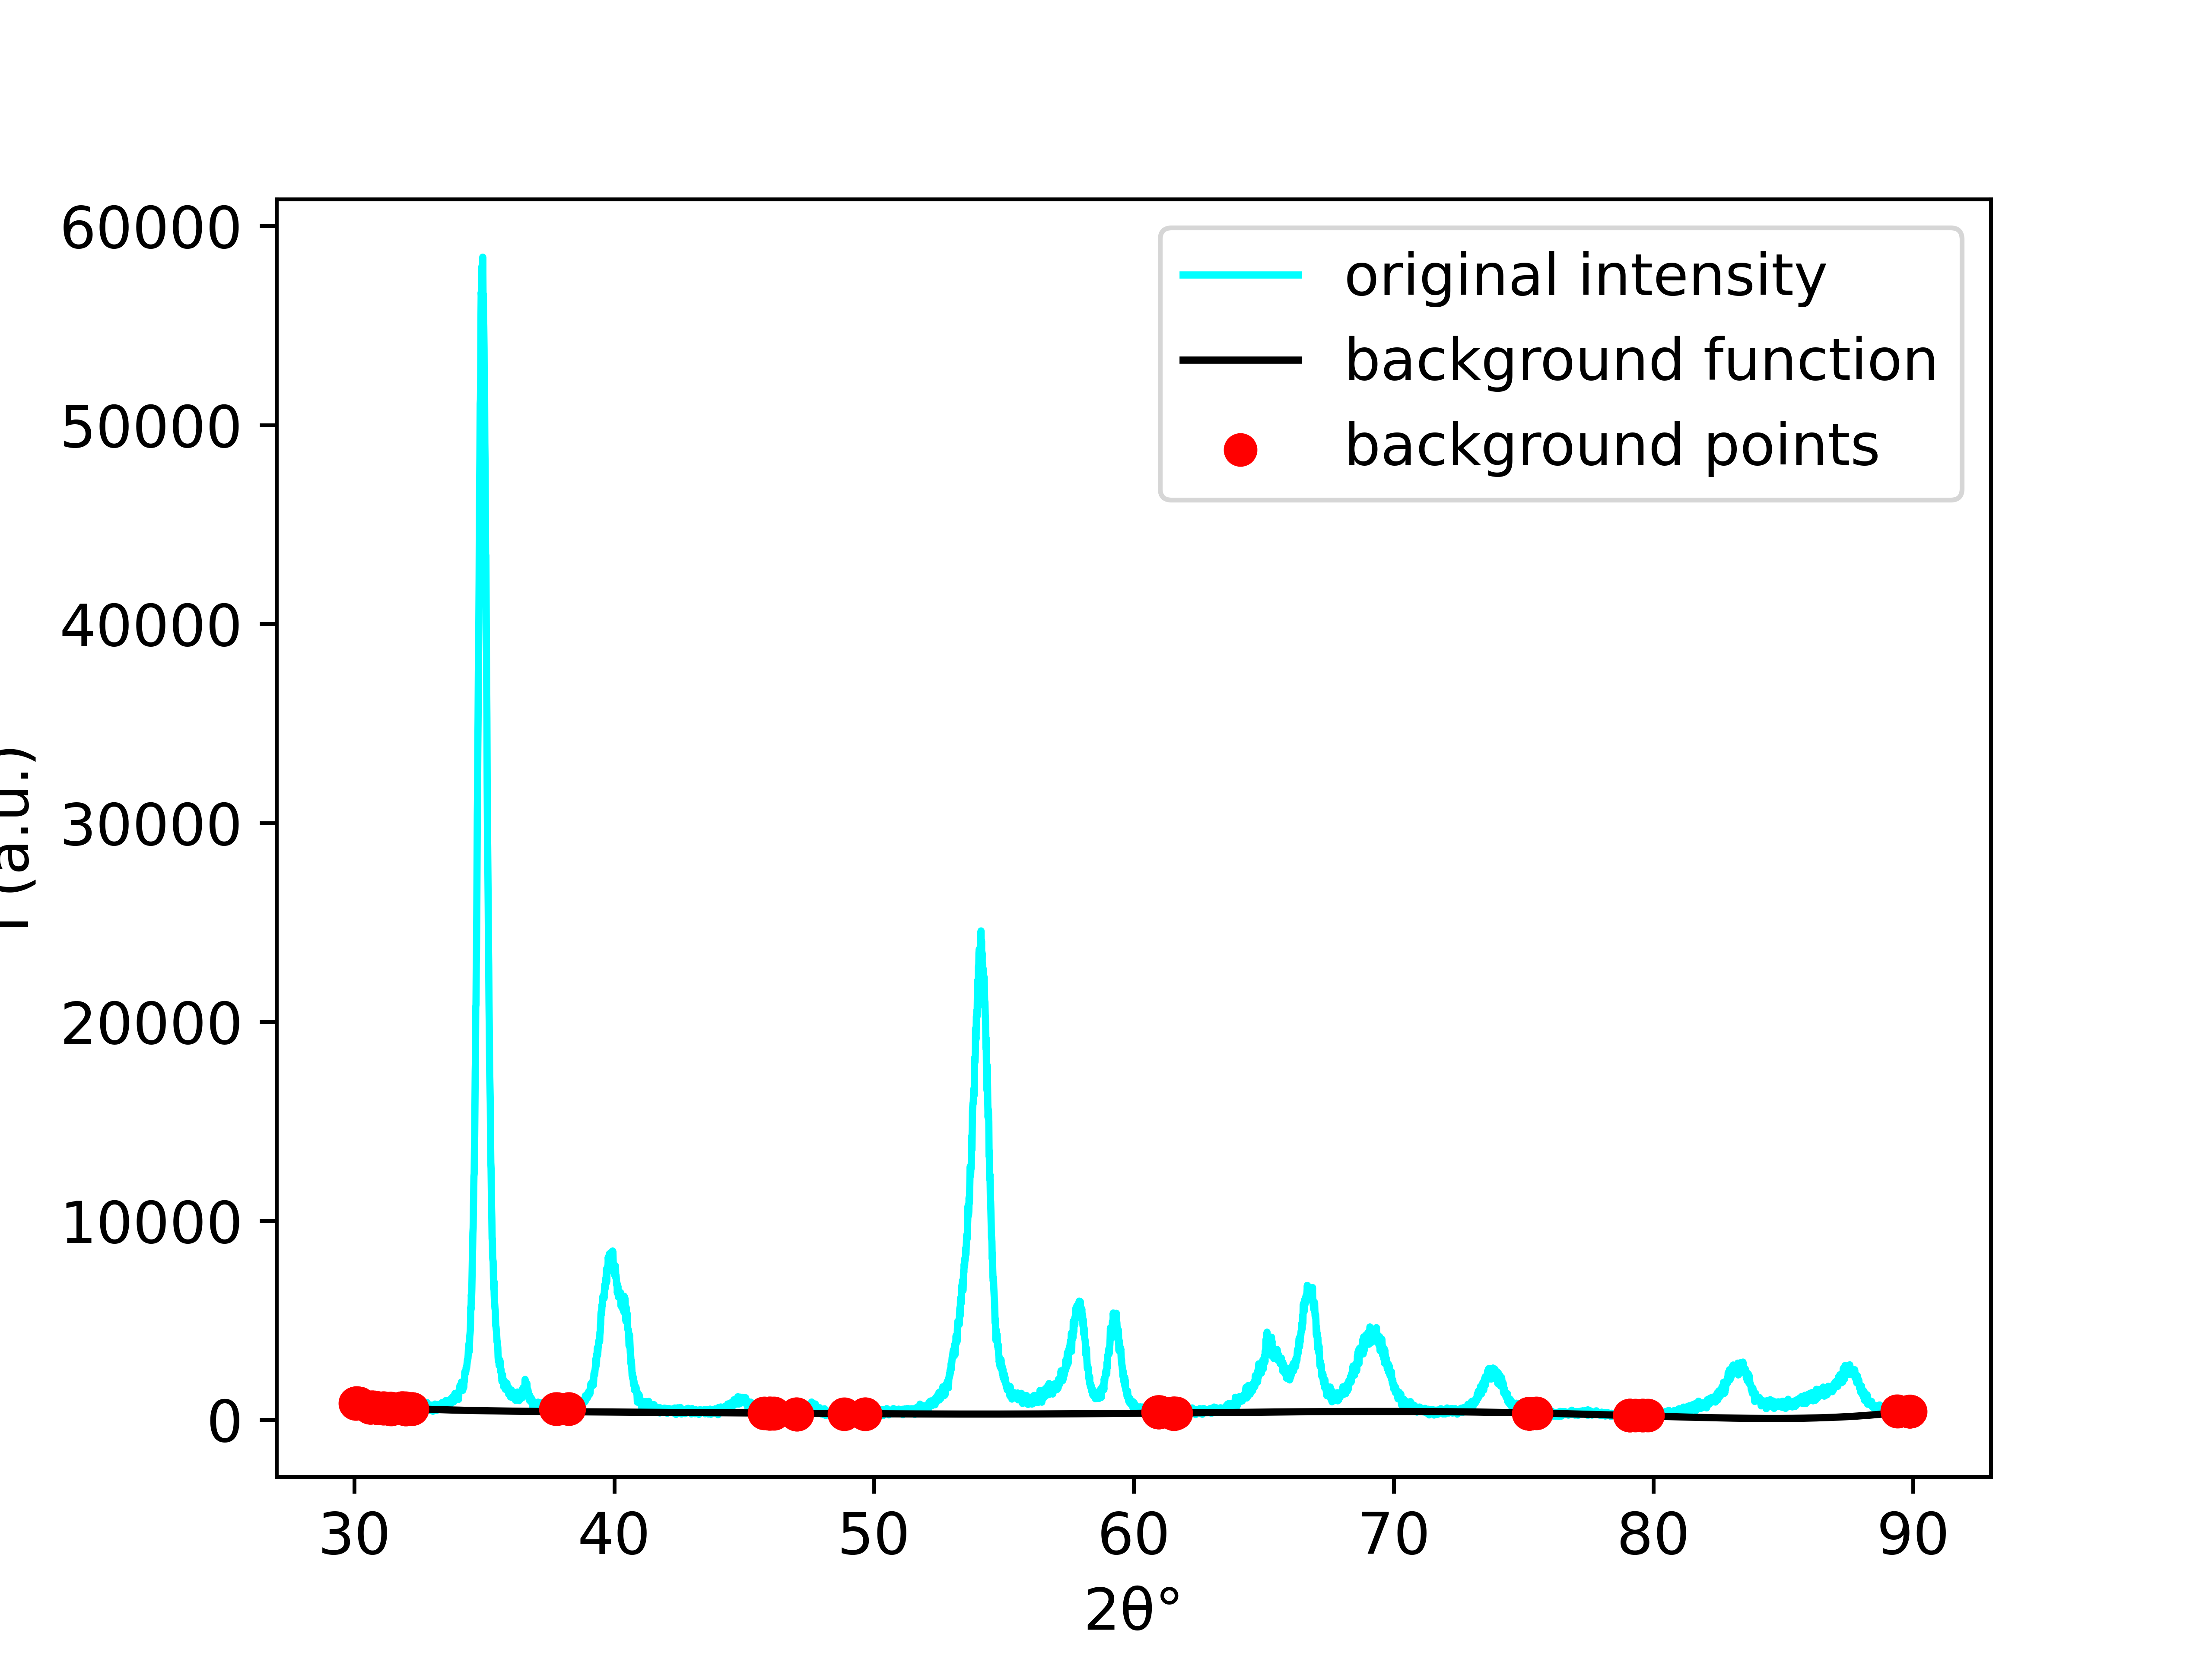 60000
50000
40000
30000
20000
10000
0
(a.u.)
original intensity
background function
background points
30 40 50 60 70 80 90
2θ°